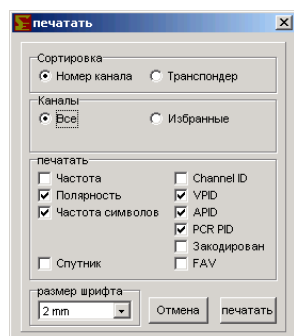 печатать
Сортировка
Номер канала Транспондер
Каналы
Все Избранные
печатать
Частота Channel ID
Полярность VPID
Частота символов APID
PCR PID
Закодирован
Спутник FAV
размер шрифта
2 mm Отмена печатать